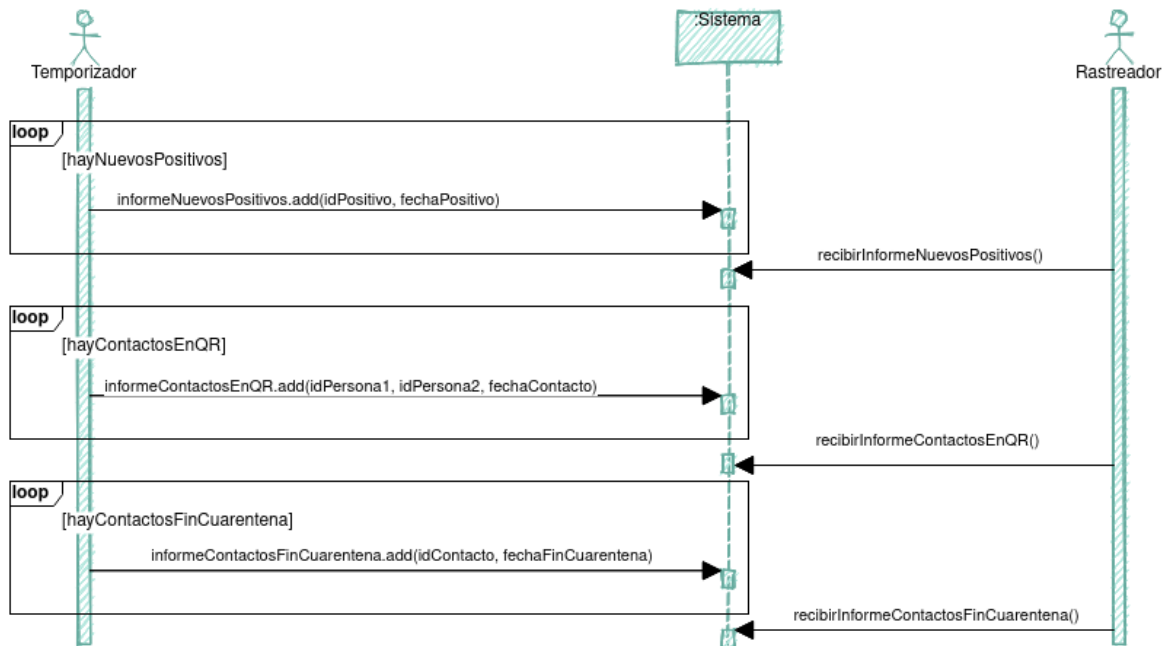 :Sistema
Temporizador
Rastreador
loop
[hayNuevosPositivos]
informeNuevosPositivos.add(idPositivo, fechaPositivo)
recibirInformeNuevosPositivos()
loop
[hayContactosEnQR]
informeContactosEnQR.add(idPersona1, idPersona2, fechaContacto)
recibirInformeContactosEnQR()
loop
[hayContactosFinCuarentena]
informeContactosFinCuarentena.add(idContacto, fechaFinCuarentena)
recibirInformeContactosFinCuarentena()